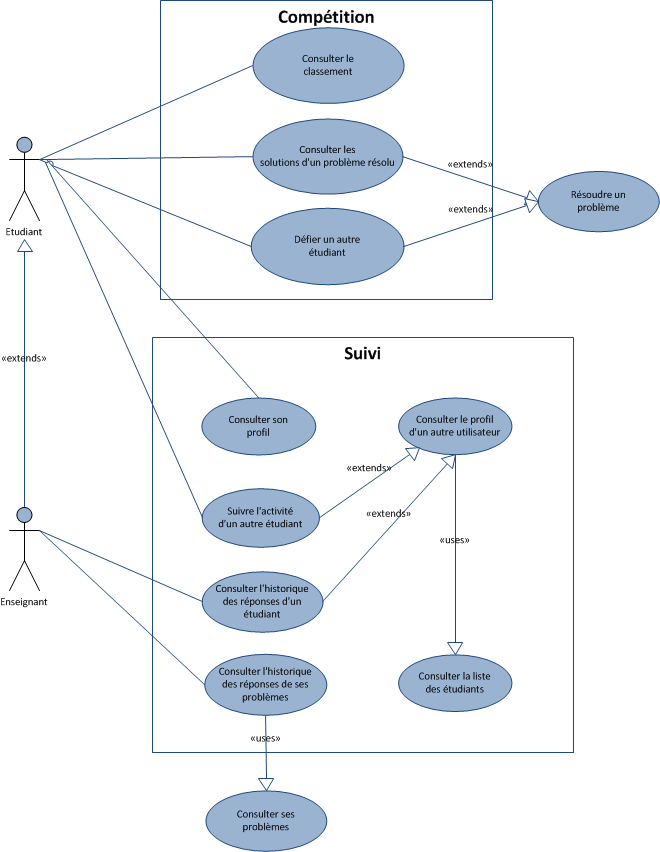 Compétition
Consulter le
classement
Consulter les
solutions d'un problème résolu
«extends»
Résoudre un
problème
«extends»
Défier un autre
étudiant
Etudiant
«extends»
Suivi
Consulter son
profil
Consulter le profil
d'un autre utilisateur
«extends»
Suivre l'activité
d'un autre étudiant
«extends»
«uses»
Enseignant
Consulter l'historique
des réponses d'un
étudiant
Consulter l'historique
des réponses de ses
problèmes
Consulter la liste
des étudiants
«uses»
Consulter ses
problèmes